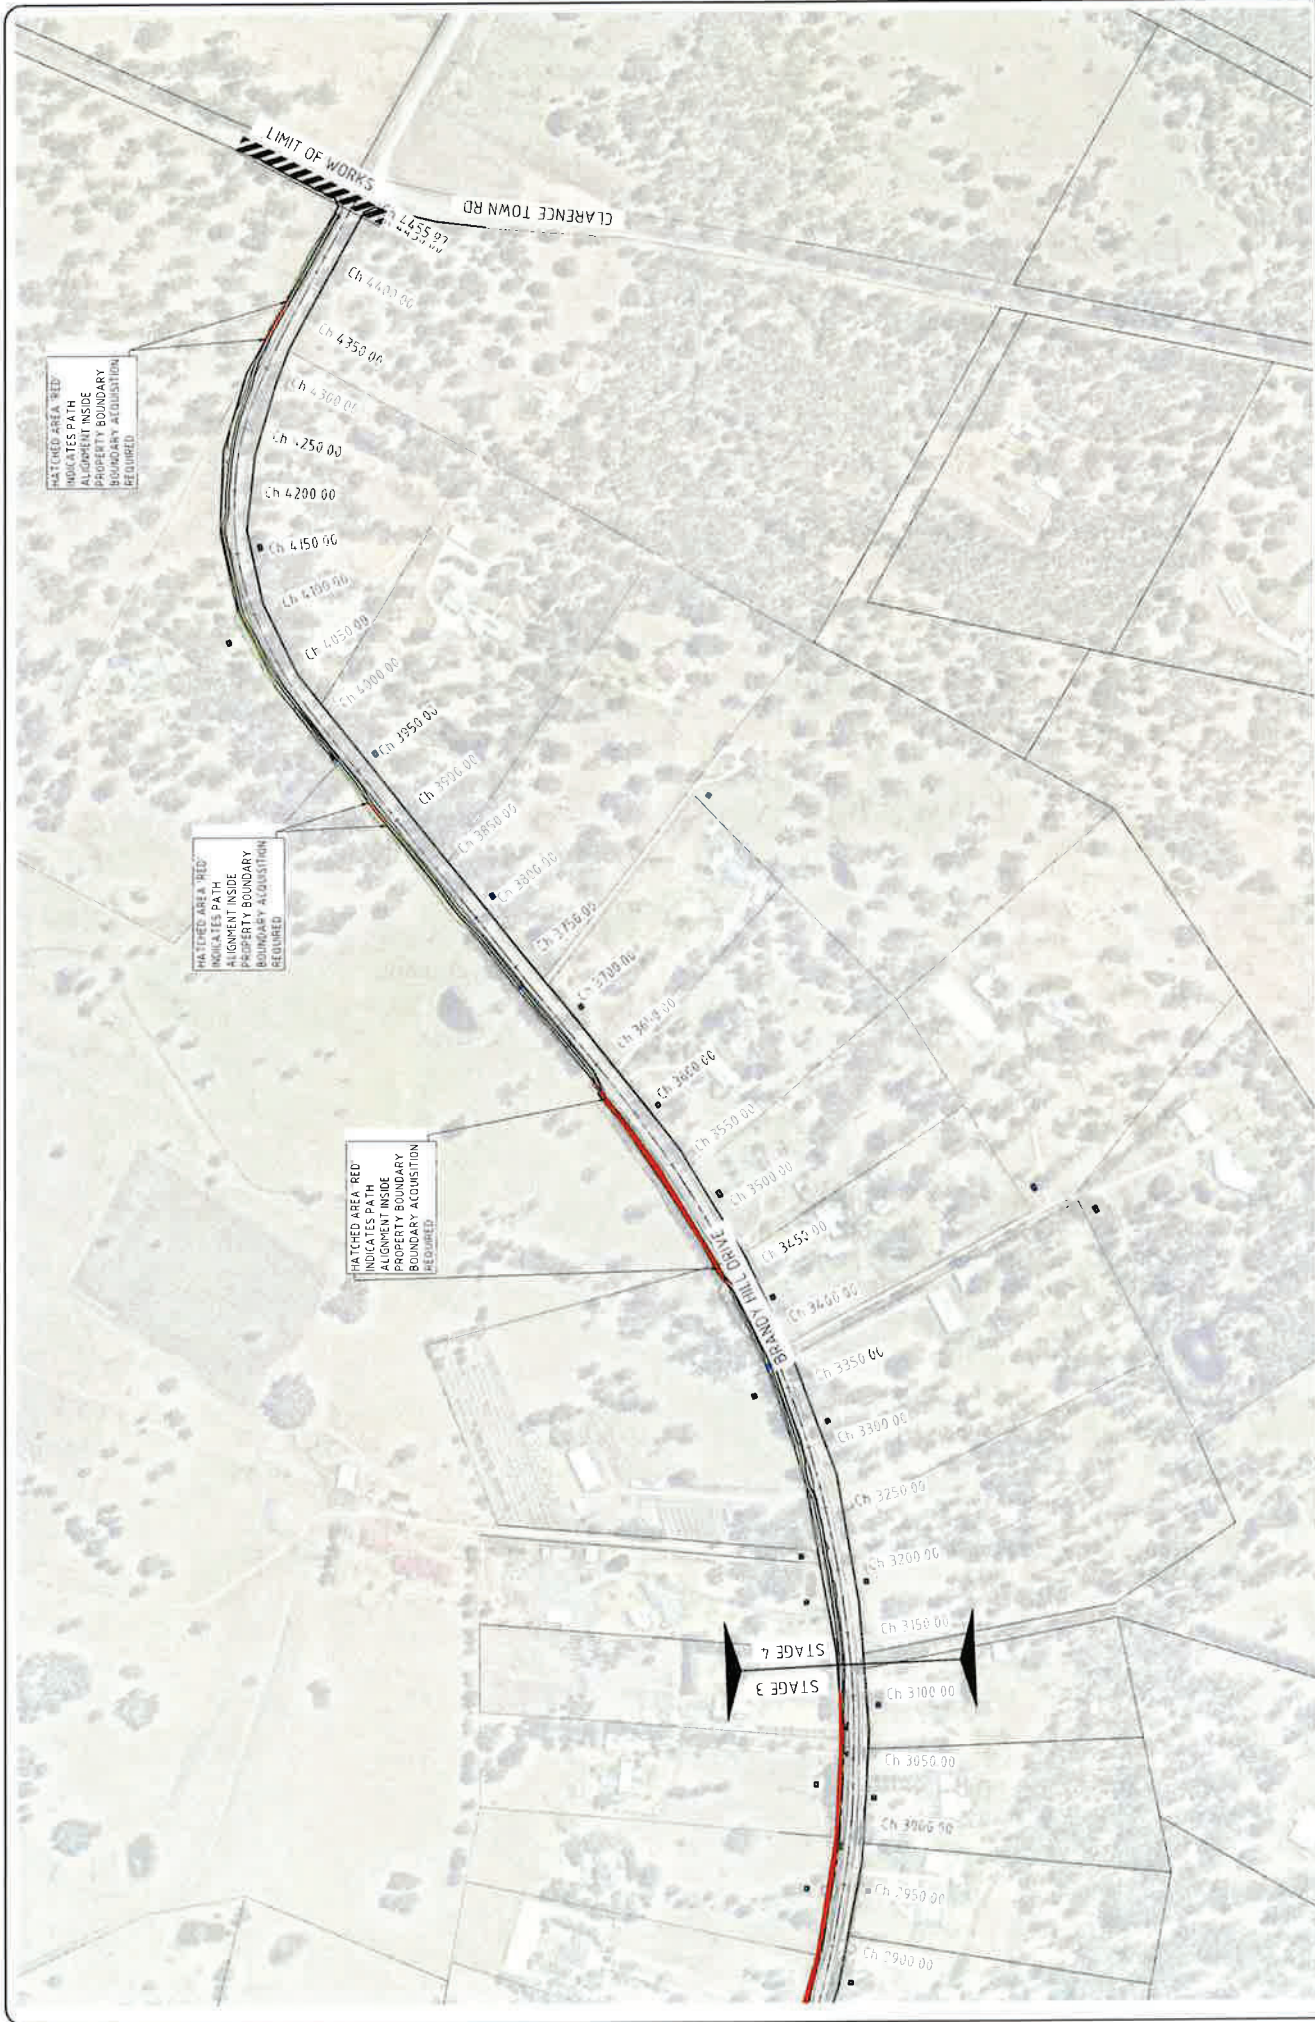 LIMIT OF WORKS
CLARENCE TOWN RD
4455.97
4450.00
Ch 4400.00
Ch 4350.00
Ch 4300.00
Ch 4250.00
Ch 4200.00
Ch 4150.00
Ch 4100.00
Ch 4050.00
Ch 4000.00
Ch 3950.00
Ch 3900.00
Ch 3850.00
Ch 3800.00
Ch 3750.00
Ch 3700.00
Ch 3650.00
Ch 3600.00
Ch 3550.00
Ch 3500.00
Ch 3450.00
Ch 3400.00
Ch 3350.00
Ch 3300.00
Ch 3250.00
Ch 3200.00
Ch 3150.00
Ch 3100.00
Ch 3050.00
Ch 3000.00
Ch 2950.00
Ch 2900.00
HATCHED AREA 'RED'
INDICATES PATH
ALIGNMENT INSIDE
PROPERTY BOUNDARY
BOUNDARY ACQUISITION
REQUIRED
HATCHED AREA 'RED'
INDICATES PATH
ALIGNMENT INSIDE
PROPERTY BOUNDARY
BOUNDARY ACQUISITION
REQUIRED
HATCHED AREA 'RED'
INDICATES PATH
ALIGNMENT INSIDE
PROPERTY BOUNDARY
BOUNDARY ACQUISITION
REQUIRED
BRANDY HILL DRIVE
STAGE 4
STAGE 3